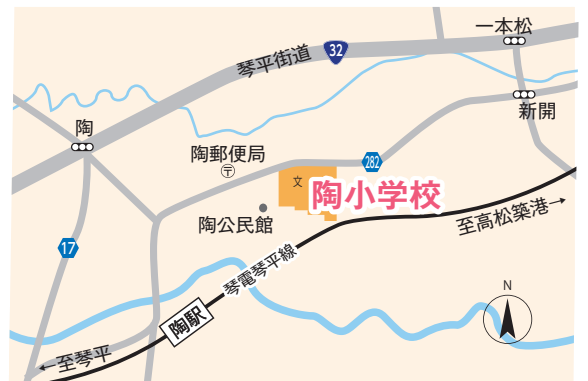 一本松
32
琴平街道
新開
陶
陶郵便局
〒
282
文
陶小学校
陶公民館
至高松築港→
17
琴電琴平線
N
陶駅
←至琴平